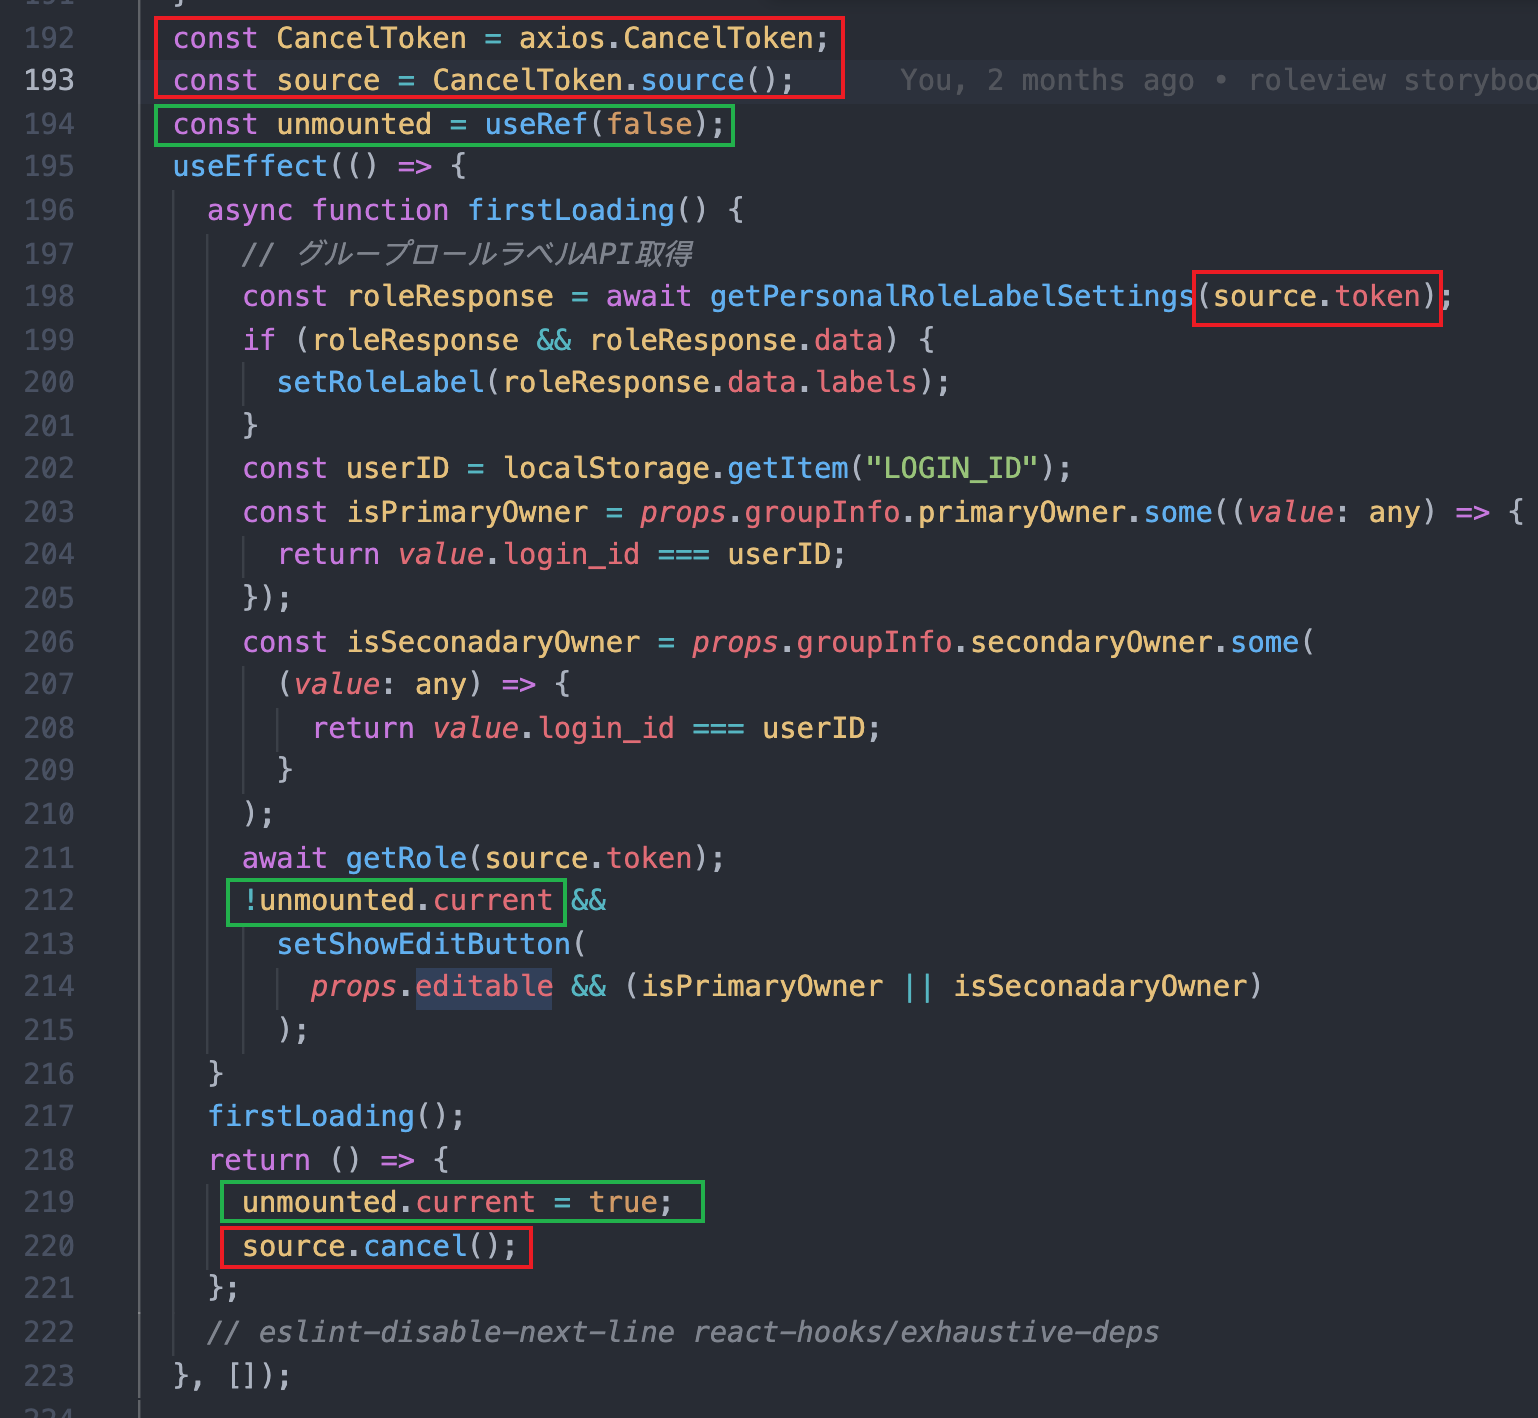 192 const CancelToken = axios.CancelToken;
193 const source = CancelToken.source(); You, 2 months ago • roleview storyboo
194 const unmounted = useRef(false);
195 useEffect(() => {
196 async function firstLoading() {
197 // グループロールラベルAPI取得
198 const roleResponse = await getPersonalRoleLabelSettings(source.token);
199 if (roleResponse && roleResponse.data) {
200 setRoleLabel(roleResponse.data.labels);
201 }
202 const userID = localStorage.getItem("LOGIN_ID");
203 const isPrimaryOwner = props.groupInfo.primaryOwner.some((value: any) => {
204 return value.login_id === userID;
205 });
206 const isSeconadaryOwner = props.groupInfo.secondaryOwner.some(
207 (value: any) => {
208 return value.login_id === userID;
209 }
210 );
211 await getRole(source.token);
212 !unmounted.current &&
213 setShowEditButton(
214 props.editable && (isPrimaryOwner || isSeconadaryOwner)
215 );
216 }
217 firstLoading();
218 return () => {
219 unmounted.current = true;
220 source.cancel();
221 };
222 // eslint-disable-next-line react-hooks/exhaustive-deps
223 }, []);